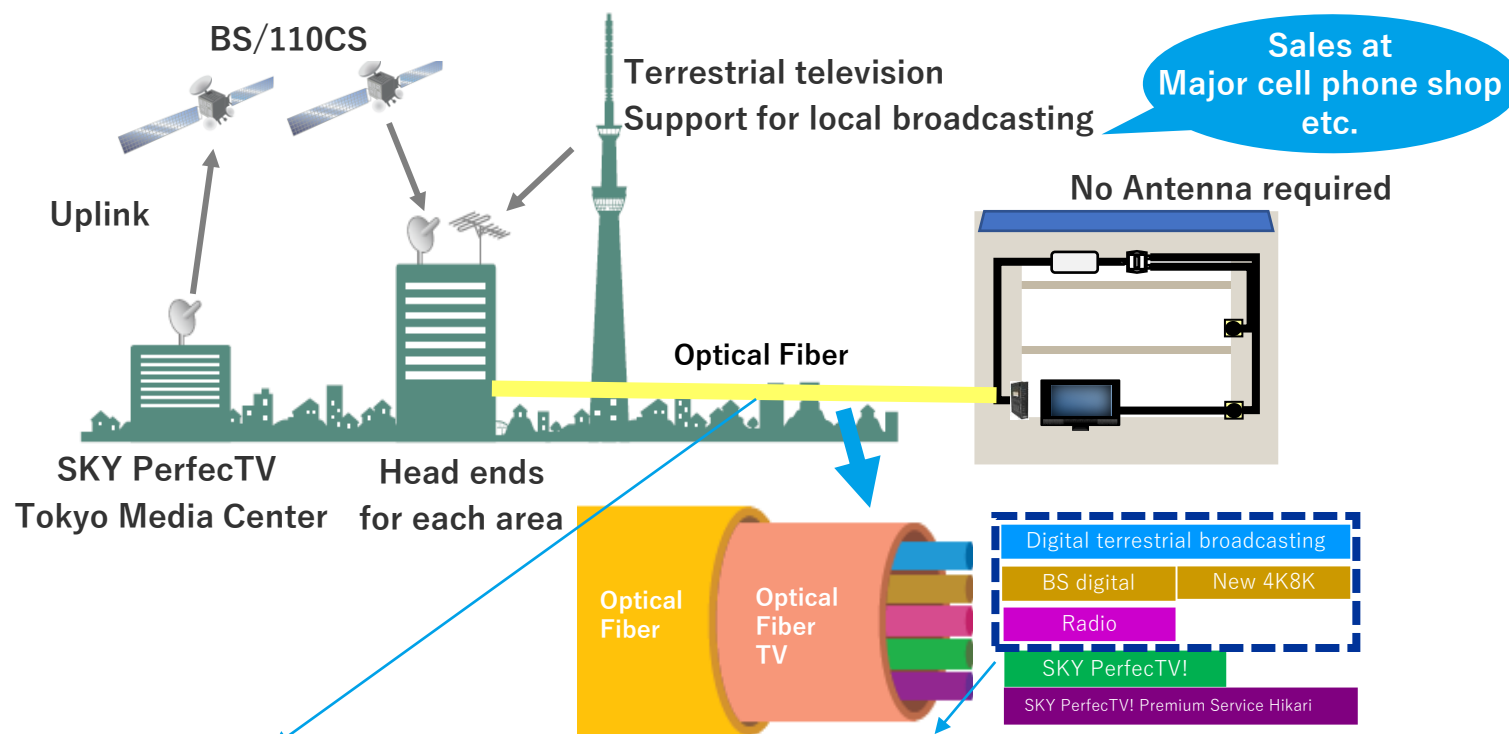 BS/110CS
Terrestrial television
Support for local broadcasting
Sales at
Major cell phone shop
etc.
No Antenna required
Uplink
Optical Fiber
SKY PerfecTV
Tokyo Media Center
Head ends
for each area
Optical
Fiber
Optical
Fiber
TV
Digital terrestrial broadcasting
BS digital
New 4K8K
Radio
SKY PerfecTV!
SKY PerfecTV! Premium Service Hikari